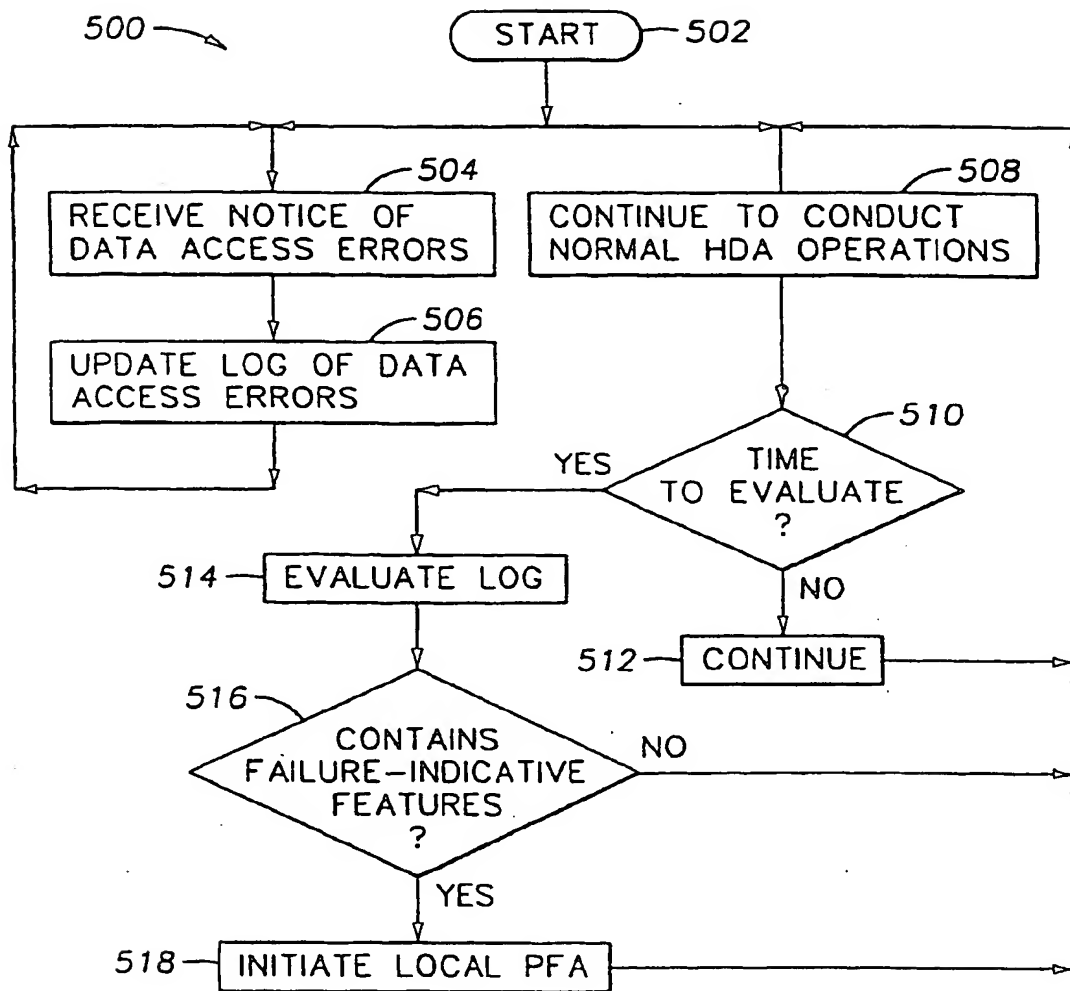 500
START
502
504
RECEIVE NOTICE OF
DATA ACCESS ERRORS
508
CONTINUE TO CONDUCT
NORMAL HDA OPERATIONS
506
UPDATE LOG OF DATA
ACCESS ERRORS
510
TIME
TO EVALUATE
?
YES
NO
514
EVALUATE LOG
512
CONTINUE
516
CONTAINS
FAILURE-INDICATIVE
FEATURES
?
NO
YES
518
INITIATE LOCAL PFA